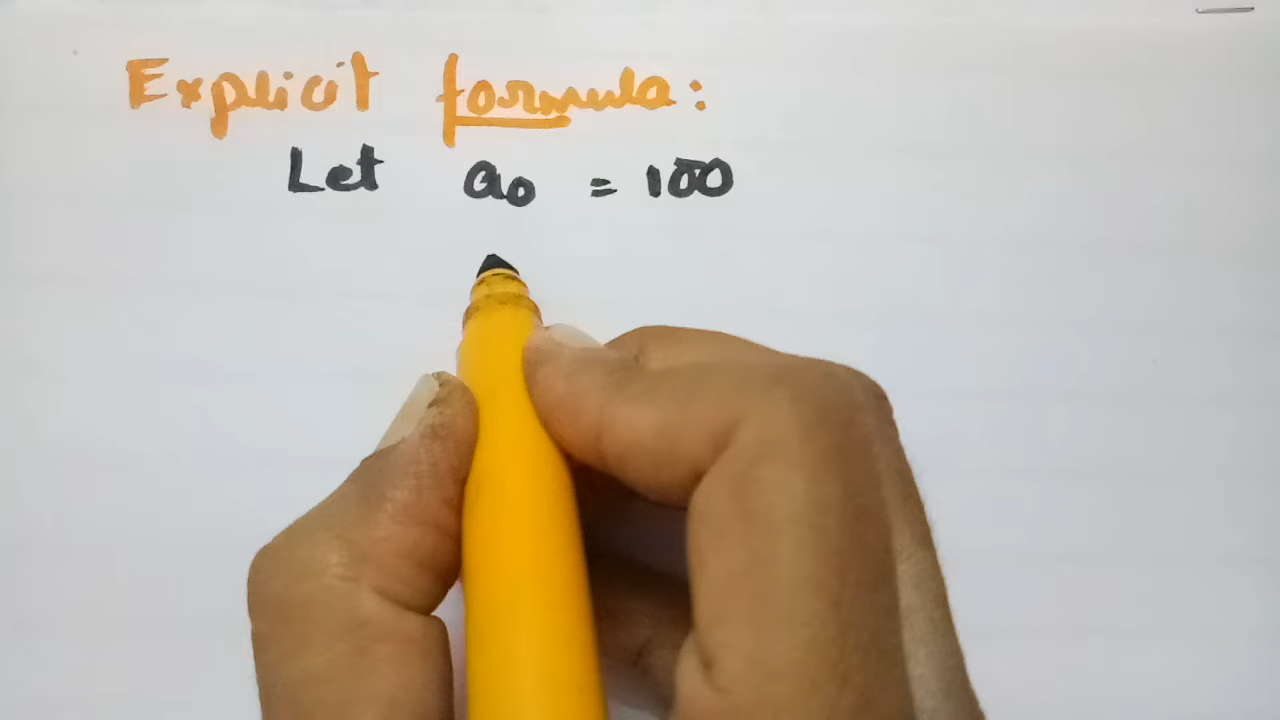 Explicit formula:
Let a₀ = 100